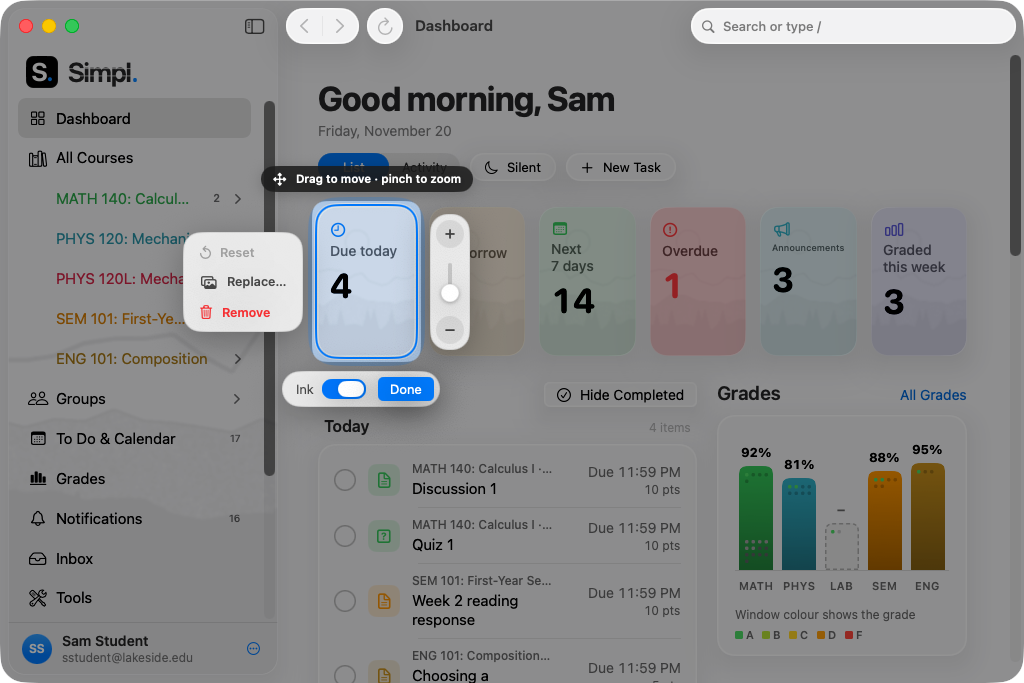 Dashboard
Search or type /
S.
Simpl.
Dashboard
All Courses
MATH 140: Calcul... 2
PHYS 120: Mechani
PHYS 120L: Mecha
SEM 101: First-Ye...
ENG 101: Composition
Groups
To Do & Calendar 17
Grades
Notifications 16
Inbox
Tools
SS
Sam Student
sstudent@lakeside.edu
Reset
Replace...
Remove
Good morning, Sam
Friday, November 20
List Activity Silent New Task
Drag to move · pinch to zoom
Due today
4
orrow
Next
7 days
14
Overdue
1
Announcements
3
Graded
this week
3
Ink Done
Hide Completed
Today 4 items
MATH 140: Calculus I ·...
Discussion 1
Due 11:59 PM
10 pts
MATH 140: Calculus I ·...
Quiz 1
Due 11:59 PM
10 pts
SEM 101: First-Year Se...
Week 2 reading
response
Due 11:59 PM
10 pts
ENG 101: Composition...
Choosing a
Due 11:59 PM
Grades All Grades
92% 81% – 88% 95%
MATH PHYS LAB SEM ENG
Window colour shows the grade
A B C D F